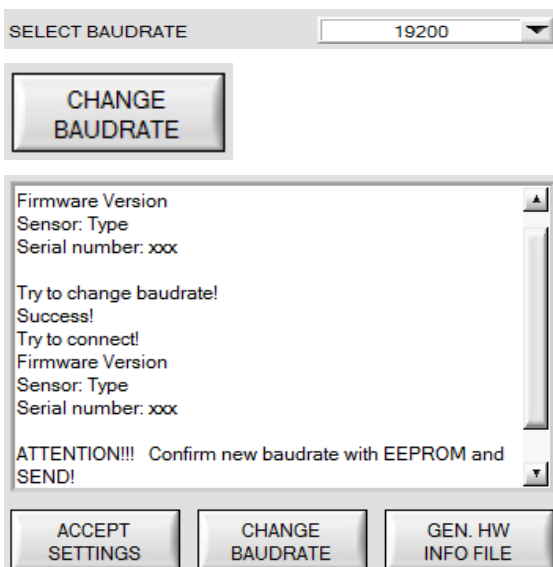 SELECT BAUDRATE 19200
CHANGE
BAUDRATE
Firmware Version
Sensor: Type
Serial number: xxx
Try to change baudrate!
Success!
Try to connect!
Firmware Version
Sensor: Type
Serial number: xxx
ATTENTION!!! Confirm new baudrate with EEPROM and
SEND!
ACCEPT
SETTINGS
CHANGE
BAUDRATE
GEN. HW
INFO FILE